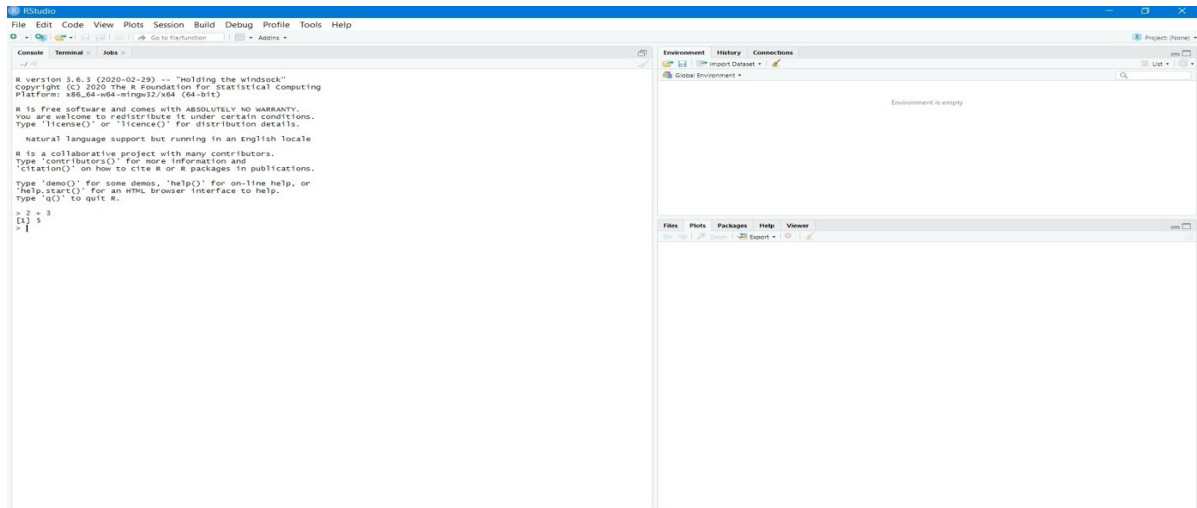 RStudio
File Edit Code View Plots Session Build Debug Profile Tools Help
Go to file/function Addins
Project: (None)
Console Terminal Jobs
~/
R version 3.6.3 (2020-02-29) -- "Holding the Windsock"
Copyright (C) 2020 The R Foundation for Statistical Computing
Platform: x86_64-w64-mingw32/x64 (64-bit)
R is free software and comes with ABSOLUTELY NO WARRANTY.
You are welcome to redistribute it under certain conditions.
Type 'license()' or 'licence()' for distribution details.
Natural language support but running in an English locale
R is a collaborative project with many contributors.
Type 'contributors()' for more information and
'citation()' on how to cite R or R packages in publications.
Type 'demo()' for some demos, 'help()' for on-line help, or
'help.start()' for an HTML browser interface to help.
Type 'q()' to quit R.
> 2 + 3
[1] 5
>
Environment History Connections
Import Dataset List
Global Environment
Environment is empty
Files Plots Packages Help Viewer
Zoom Export